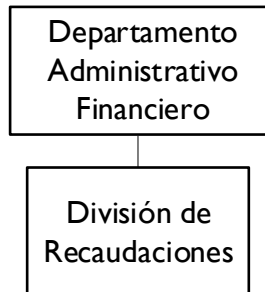 Departamento
Administrativo
Financiero
División de
Recaudaciones